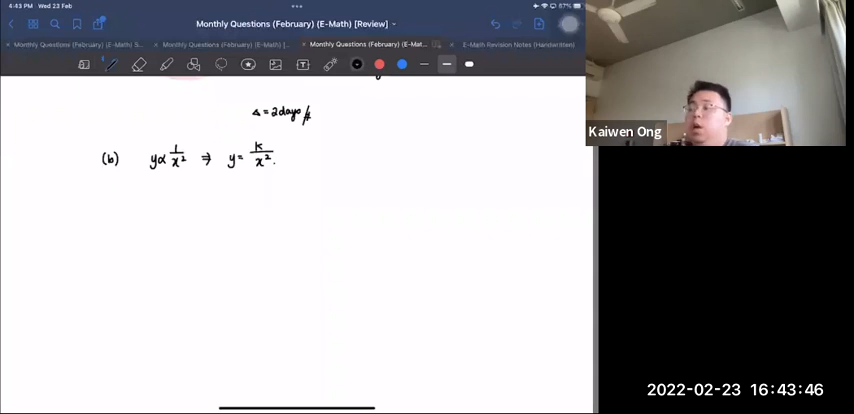 4:43 PM Wed 23 Feb
57%
Monthly Questions (February) (E-Math) [Review]
Monthly Questions (February) (E-Math) S...
Monthly Questions (February) (E-Math) [...
Monthly Questions (February) (E-Mat...
E-Math Revision Notes (Handwritten)
= 2 days //
(b) y ∝ 1/x² ⇒ y = k/x².
Kaiwen Ong
2022-02-23 16:43:46